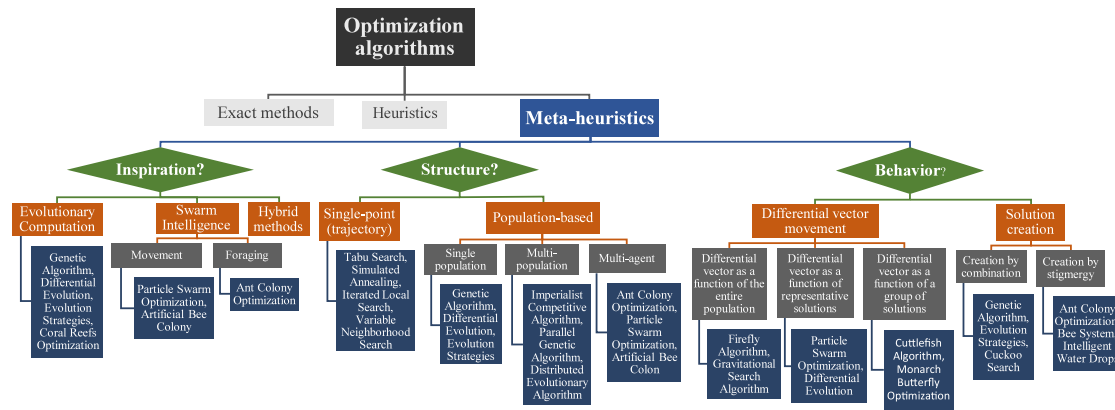 Optimization
algorithms
Exact methods
Heuristics
Meta-heuristics
Inspiration?
Structure?
Behavior?
Evolutionary
Computation
Swarm
Intelligence
Hybrid
methods
Single-point
(trajectory)
Population-based
Differential vector
movement
Solution
creation
Genetic
Algorithm,
Differential
Evolution,
Evolution
Strategies,
Coral Reefs
Optimization
Movement
Foraging
Particle Swarm
Optimization,
Artificial Bee
Colony
Ant Colony
Optimization
Tabu Search,
Simulated
Annealing,
Iterated Local
Search,
Variable
Neighborhood
Search
Single
population
Multi-
population
Multi-agent
Genetic
Algorithm,
Differential
Evolution,
Evolution
Strategies
Imperialist
Competitive
Algorithm,
Parallel
Genetic
Algorithm,
Distributed
Evolutionary
Algorithm
Ant Colony
Optimization,
Particle
Swarm
Optimization,
Artificial Bee
Colon
Differential
vector as a
function of the
entire
population
Differential
vector as a
function of
representative
solutions
Differential
vector as a
function of a
group of
solutions
Firefly
Algorithm,
Gravitational
Search
Algorithm
Particle
Swarm
Optimization,
Differential
Evolution
Cuttlefish
Algorithm,
Monarch
Butterfly
Optimization
Creation by
combination
Creation by
stigmergy
Genetic
Algorithm,
Evolution
Strategies,
Cuckoo
Search
Ant Colony
Optimization
Bee System,
Intelligent
Water Drops